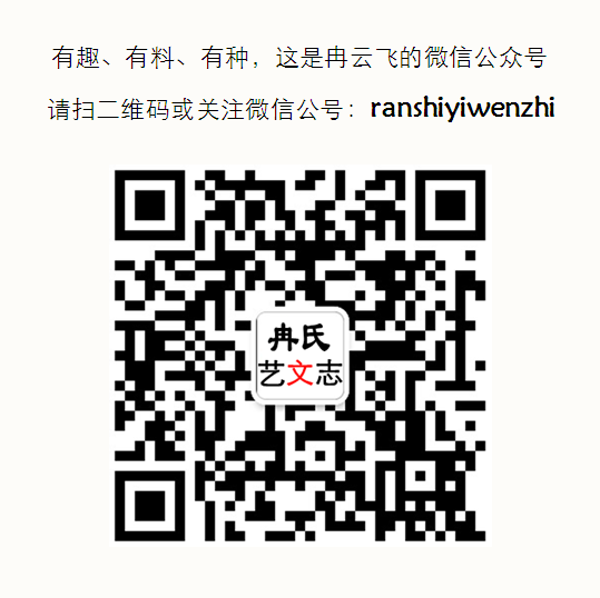 有趣、有料、有种，这是冉云飞的微信公众号
请扫二维码或关注微信公号：ranshiyiwenzhi
冉氏
艺文志